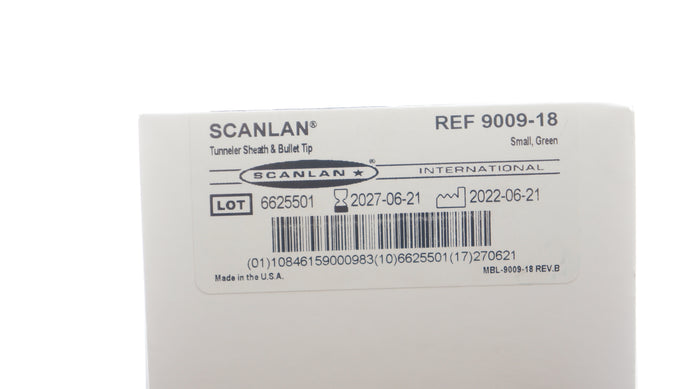 SCANLAN® REF 9009-18
Tunneler Sheath & Bullet Tip Small, Green
SCANLAN ★ ® INTERNATIONAL
LOT 6625501 2027-06-21 2022-06-21
(01)10846159000983(10)6625501(17)270621
Made in the U.S.A. MBL-9009-18 REV.B